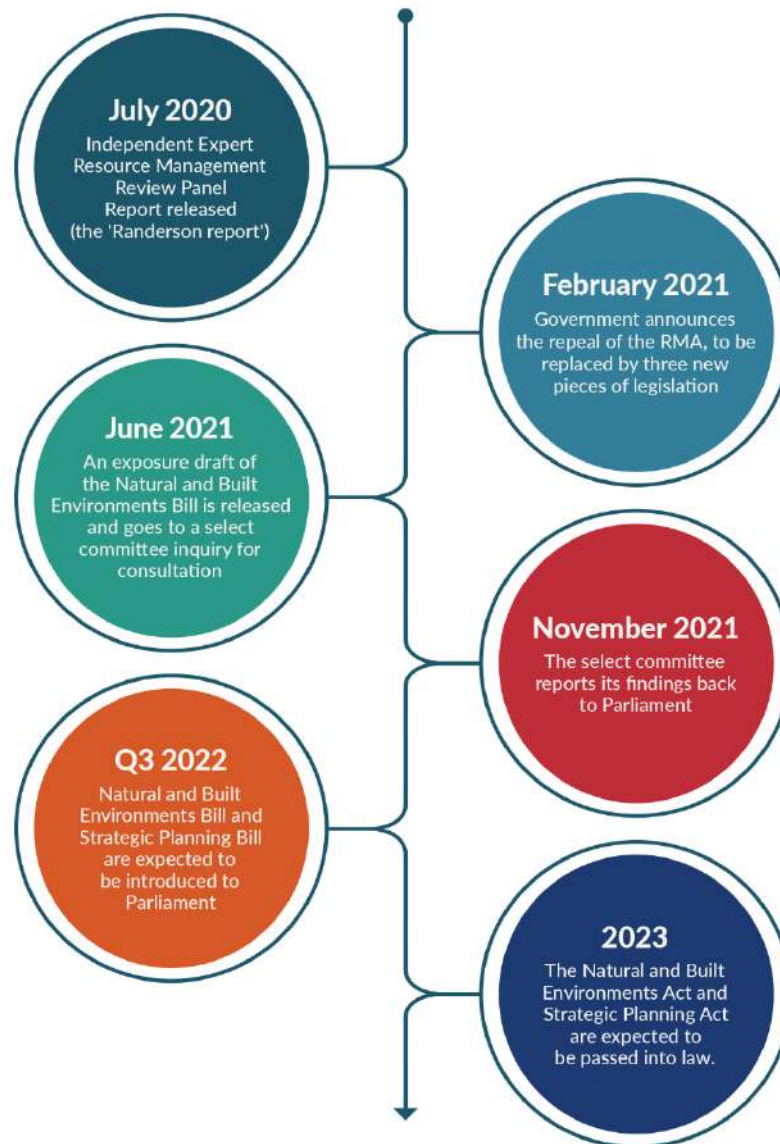 July 2020
Independent Expert
Resource Management
Review Panel
Report released
(the 'Randerson report')
February 2021
Government announces
the repeal of the RMA, to be
replaced by three new
pieces of legislation
June 2021
An exposure draft of
the Natural and Built
Environments Bill is released
and goes to a select
committee inquiry for
consultation
November 2021
The select committee
reports its findings back
to Parliament
Q3 2022
Natural and Built
Environments Bill and
Strategic Planning Bill
are expected to
be introduced to
Parliament
2023
The Natural and Built
Environments Act and
Strategic Planning Act
are expected to
be passed into law.